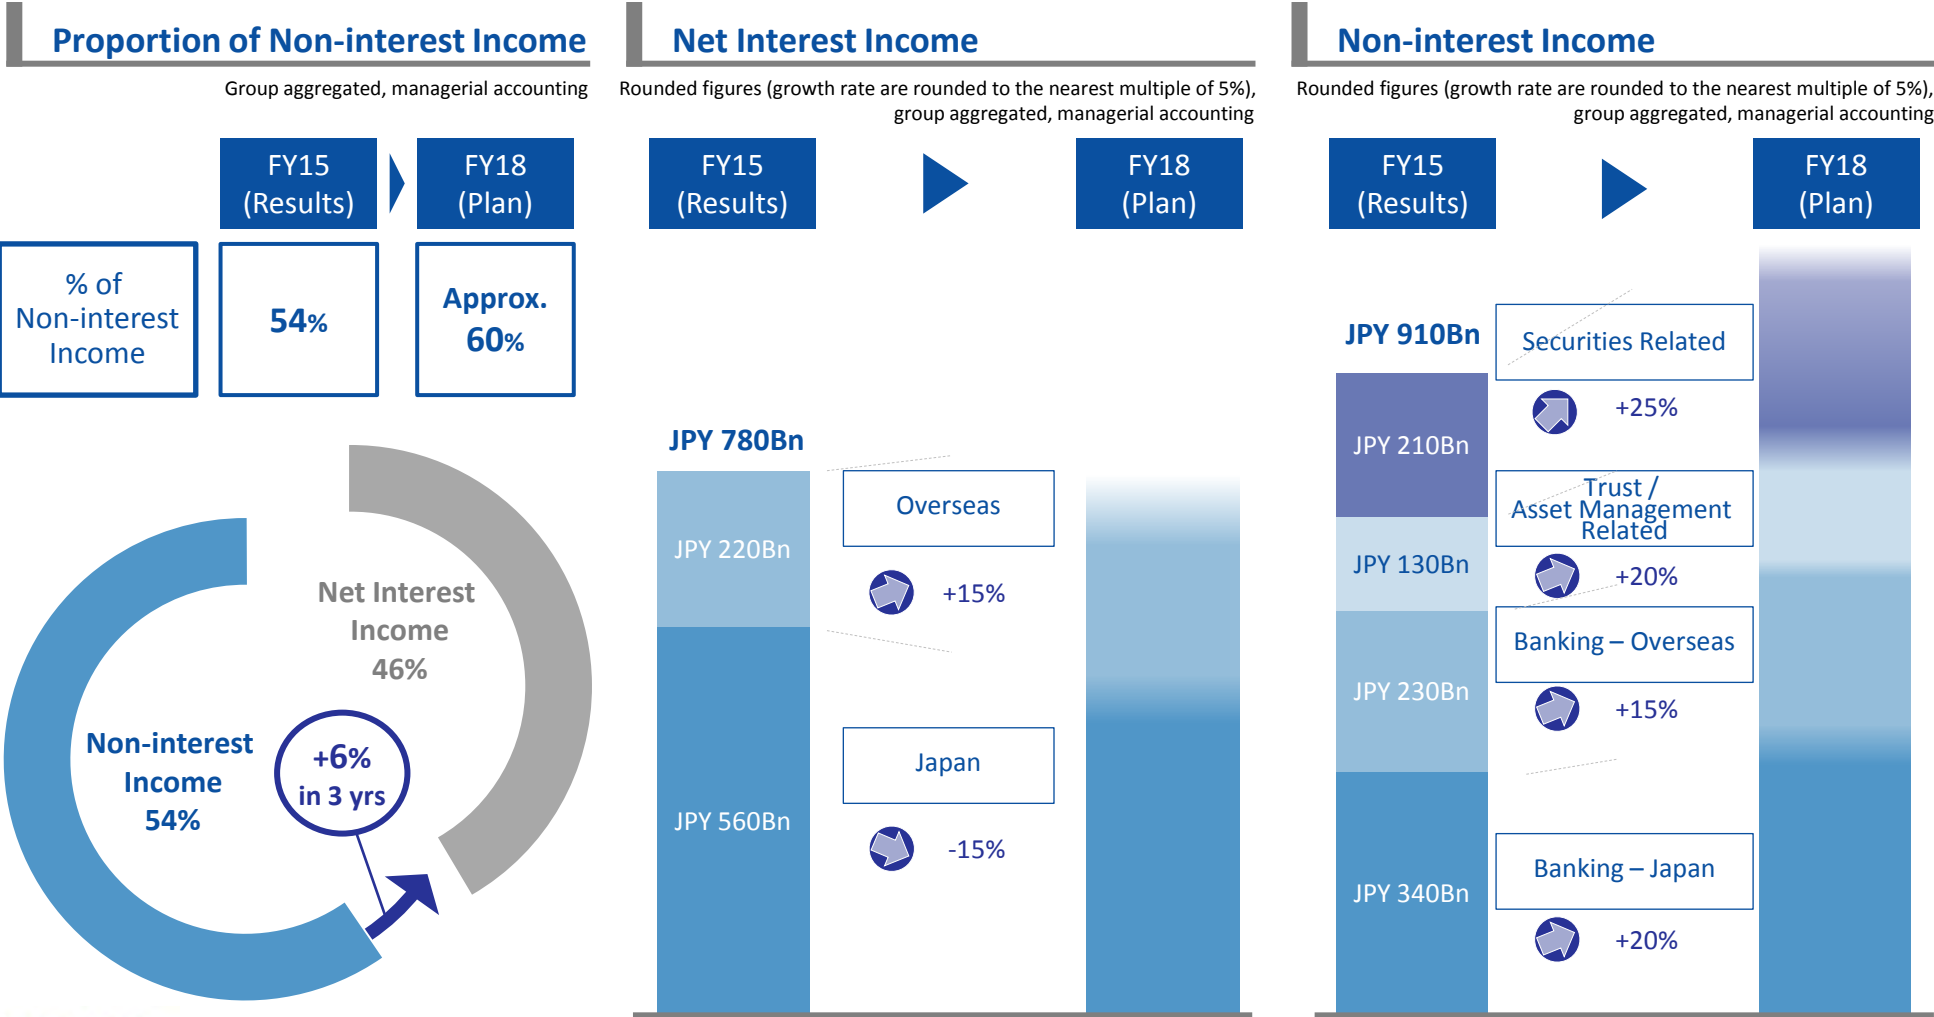 Proportion of Non-interest Income
Group aggregated, managerial accounting
FY15
(Results)
FY18
(Plan)
% of
Non-interest
Income
54%
Approx.
60%
Net Interest
Income
46%
Non-interest
Income
54%
+6%
in 3 yrs
Net Interest Income
Rounded figures (growth rate are rounded to the nearest multiple of 5%),
group aggregated, managerial accounting
FY15
(Results)
FY18
(Plan)
JPY 780Bn
JPY 220Bn
Overseas
+15%
JPY 560Bn
Japan
-15%
Non-interest Income
Rounded figures (growth rate are rounded to the nearest multiple of 5%),
group aggregated, managerial accounting
FY15
(Results)
FY18
(Plan)
JPY 910Bn
Securities Related
+25%
JPY 210Bn
Trust /
Asset Management
Related
+20%
JPY 130Bn
Banking – Overseas
+15%
JPY 230Bn
Banking – Japan
+20%
JPY 340Bn